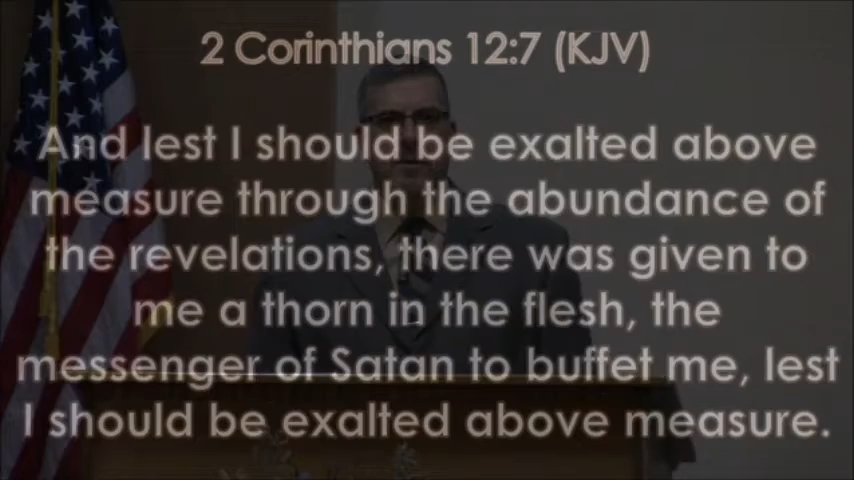 2 Corinthians 12:7 (KJV)
And lest I should be exalted above
measure through the abundance of
the revelations, there was given to
me a thorn in the flesh, the
messenger of Satan to buffet me, lest
I should be exalted above measure.